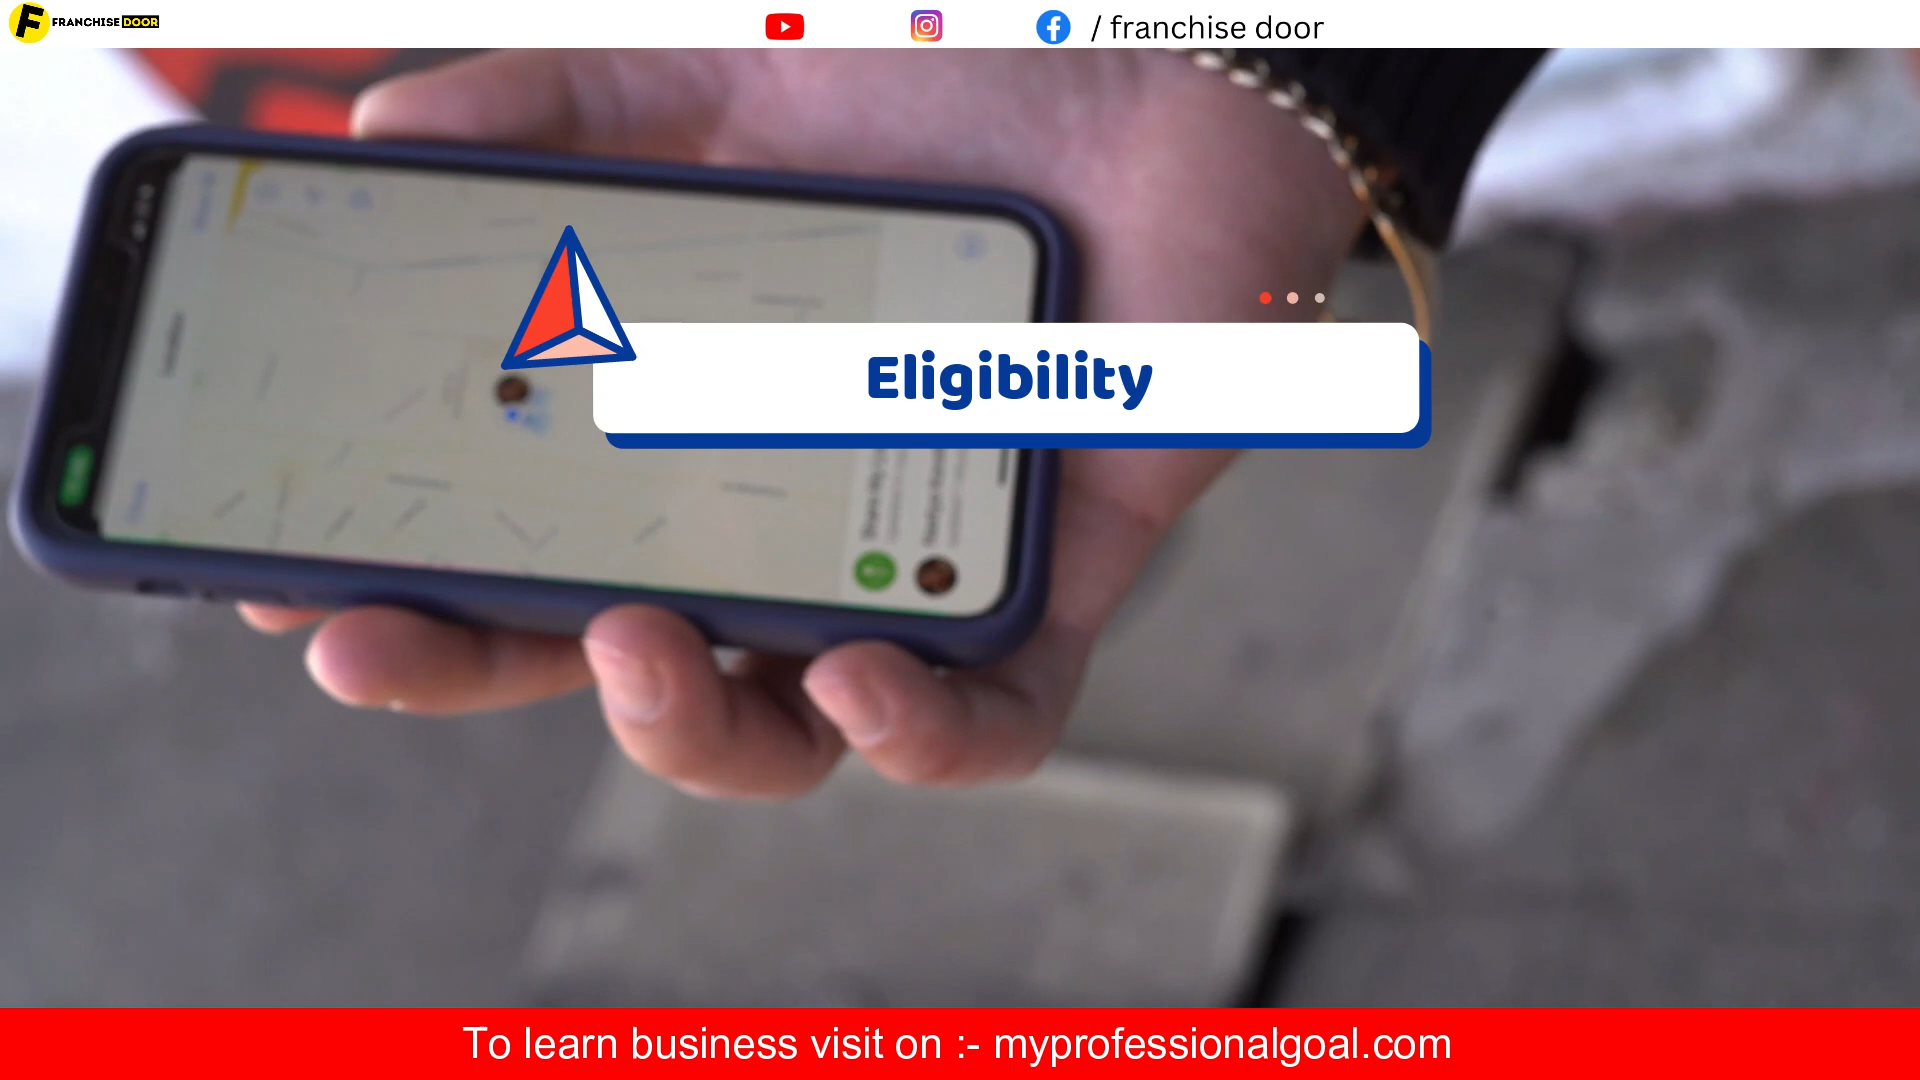 FRANCHISE DOOR
/ franchise door
Eligibility
To learn business visit on :- myprofessionalgoal.com